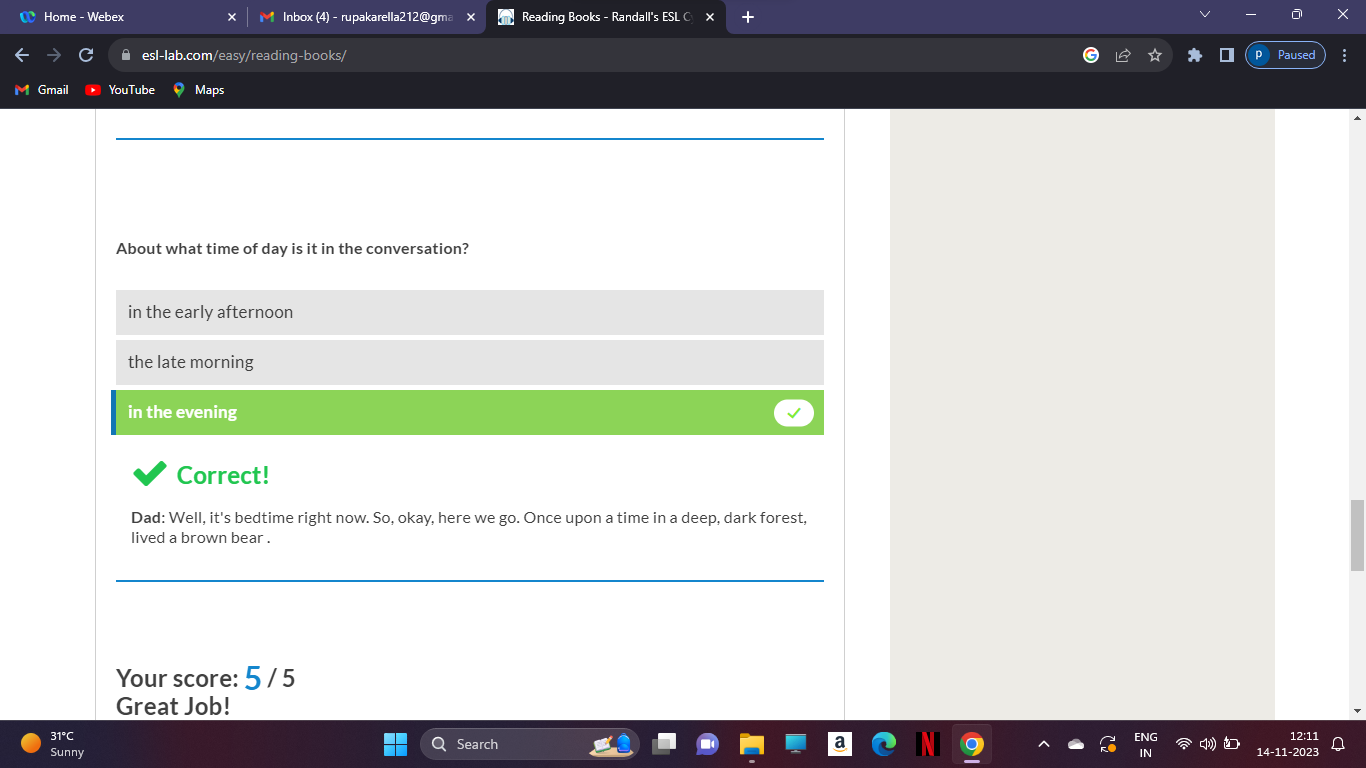 Home - Webex
Inbox (4) - rupakarella212@gma
Reading Books - Randall's ESL Cy
esl-lab.com/easy/reading-books/
p Paused
Gmail
YouTube
Maps
About what time of day is it in the conversation?
in the early afternoon
the late morning
in the evening
Correct!
Dad: Well, it's bedtime right now. So, okay, here we go. Once upon a time in a deep, dark forest,
lived a brown bear .
Your score: 5 / 5
Great Job!
31°C
Sunny
Search
a
N
ENG
IN
12:11
14-11-2023